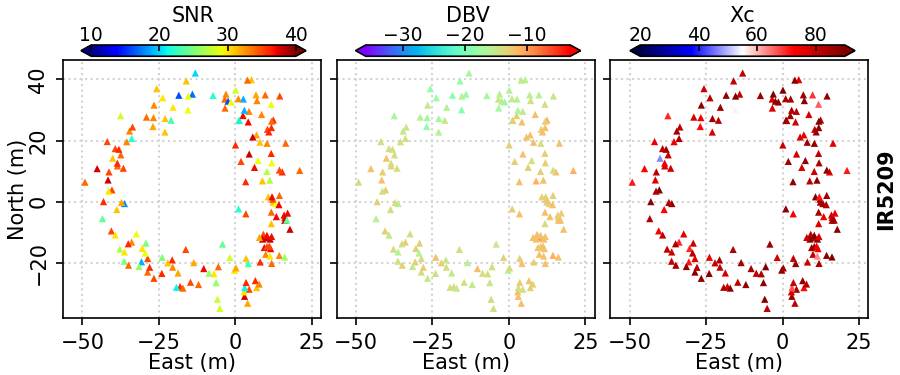 SNR DBV Xc
10 20 30 40 −30 −20 −10 20 40 60 80
40
20
0
−20
North (m)
IR5209
−50 −25 0 25 −50 −25 0 25 −50 −25 0 25
East (m) East (m) East (m)